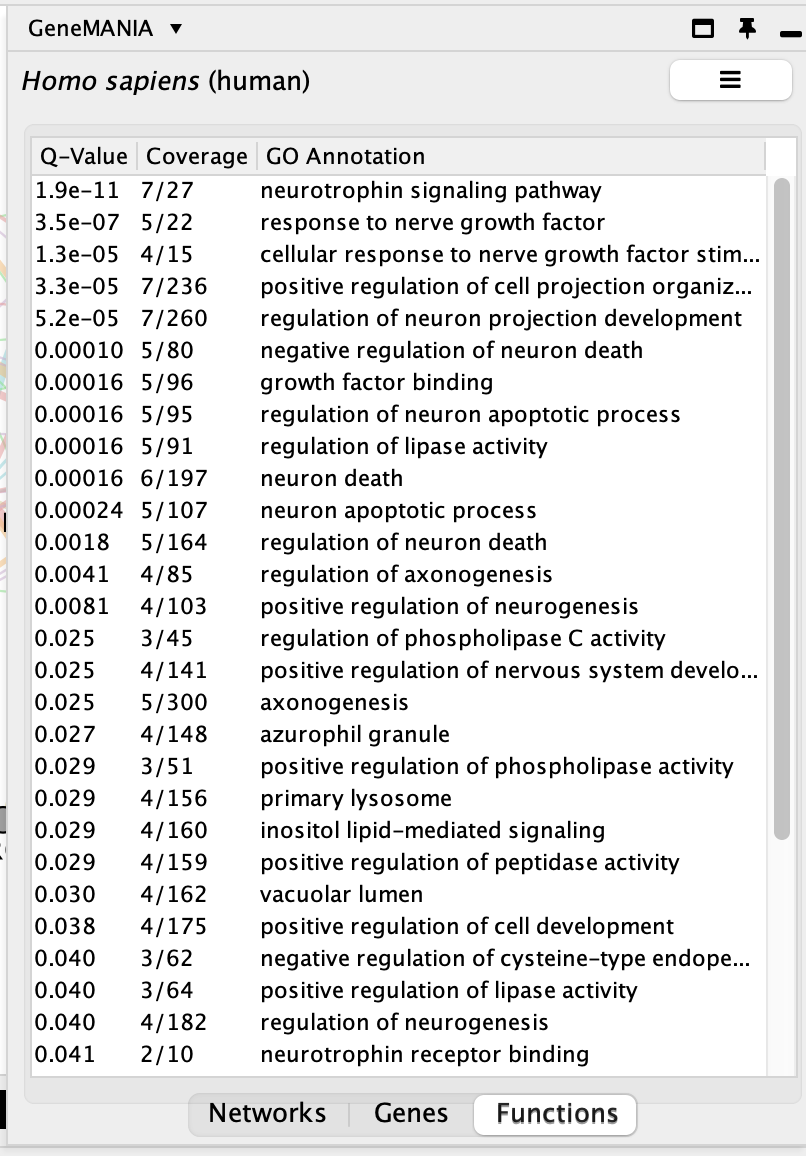 GeneMANIA ▼
Homo sapiens (human)
Q-Value Coverage GO Annotation
1.9e-11 7/27 neurotrophin signaling pathway
3.5e-07 5/22 response to nerve growth factor
1.3e-05 4/15 cellular response to nerve growth factor stim...
3.3e-05 7/236 positive regulation of cell projection organiz...
5.2e-05 7/260 regulation of neuron projection development
0.00010 5/80 negative regulation of neuron death
0.00016 5/96 growth factor binding
0.00016 5/95 regulation of neuron apoptotic process
0.00016 5/91 regulation of lipase activity
0.00016 6/197 neuron death
0.00024 5/107 neuron apoptotic process
0.0018 5/164 regulation of neuron death
0.0041 4/85 regulation of axonogenesis
0.0081 4/103 positive regulation of neurogenesis
0.025 3/45 regulation of phospholipase C activity
0.025 4/141 positive regulation of nervous system develo...
0.025 5/300 axonogenesis
0.027 4/148 azurophil granule
0.029 3/51 positive regulation of phospholipase activity
0.029 4/156 primary lysosome
0.029 4/160 inositol lipid-mediated signaling
0.029 4/159 positive regulation of peptidase activity
0.030 4/162 vacuolar lumen
0.038 4/175 positive regulation of cell development
0.040 3/62 negative regulation of cysteine-type endope...
0.040 3/64 positive regulation of lipase activity
0.040 4/182 regulation of neurogenesis
0.041 2/10 neurotrophin receptor binding
Networks Genes Functions